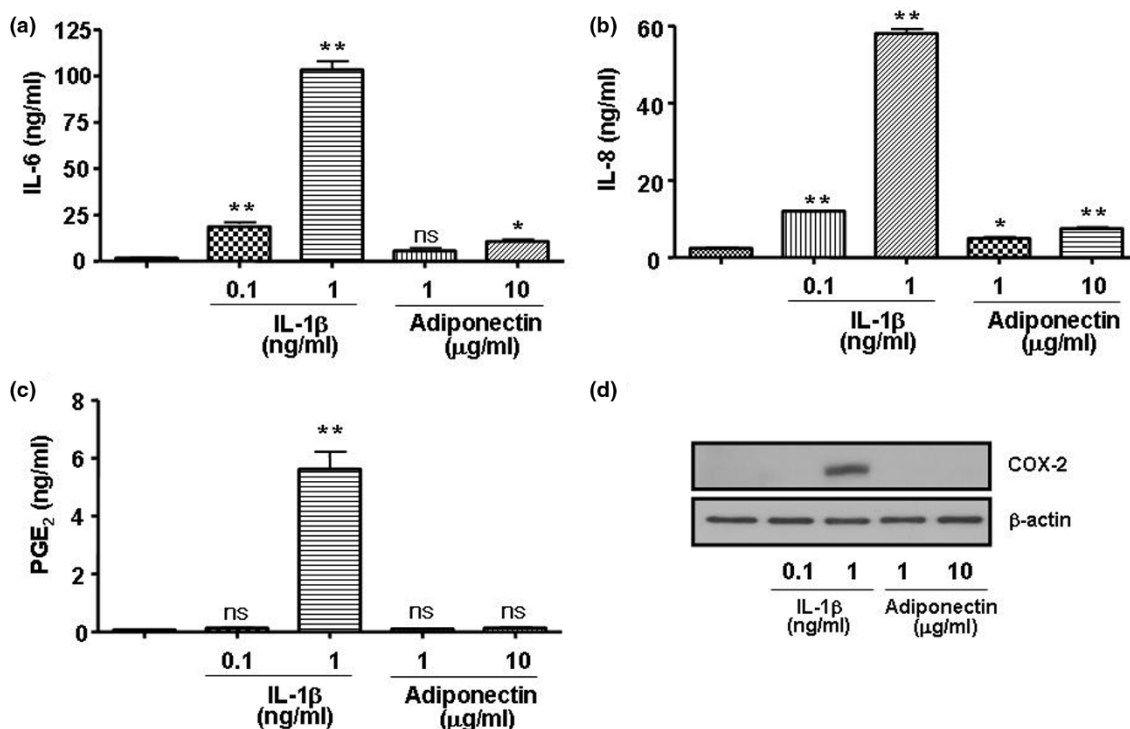 (a)
IL-6 (ng/ml)
125
100
75
50
25
0
**
**
ns
*
0.1 1 1 10
IL-1β Adiponectin
(ng/ml) (μg/ml)
(b)
IL-8 (ng/ml)
60
40
20
0
**
**
*
**
0.1 1 1 10
IL-1β Adiponectin
(ng/ml) (μg/ml)
(c)
PGE2 (ng/ml)
8
6
4
2
0
ns
**
ns
ns
0.1 1 1 10
IL-1β Adiponectin
(ng/ml) (μg/ml)
(d)
COX-2
β-actin
0.1 1 1 10
IL-1β Adiponectin
(ng/ml) (μg/ml)